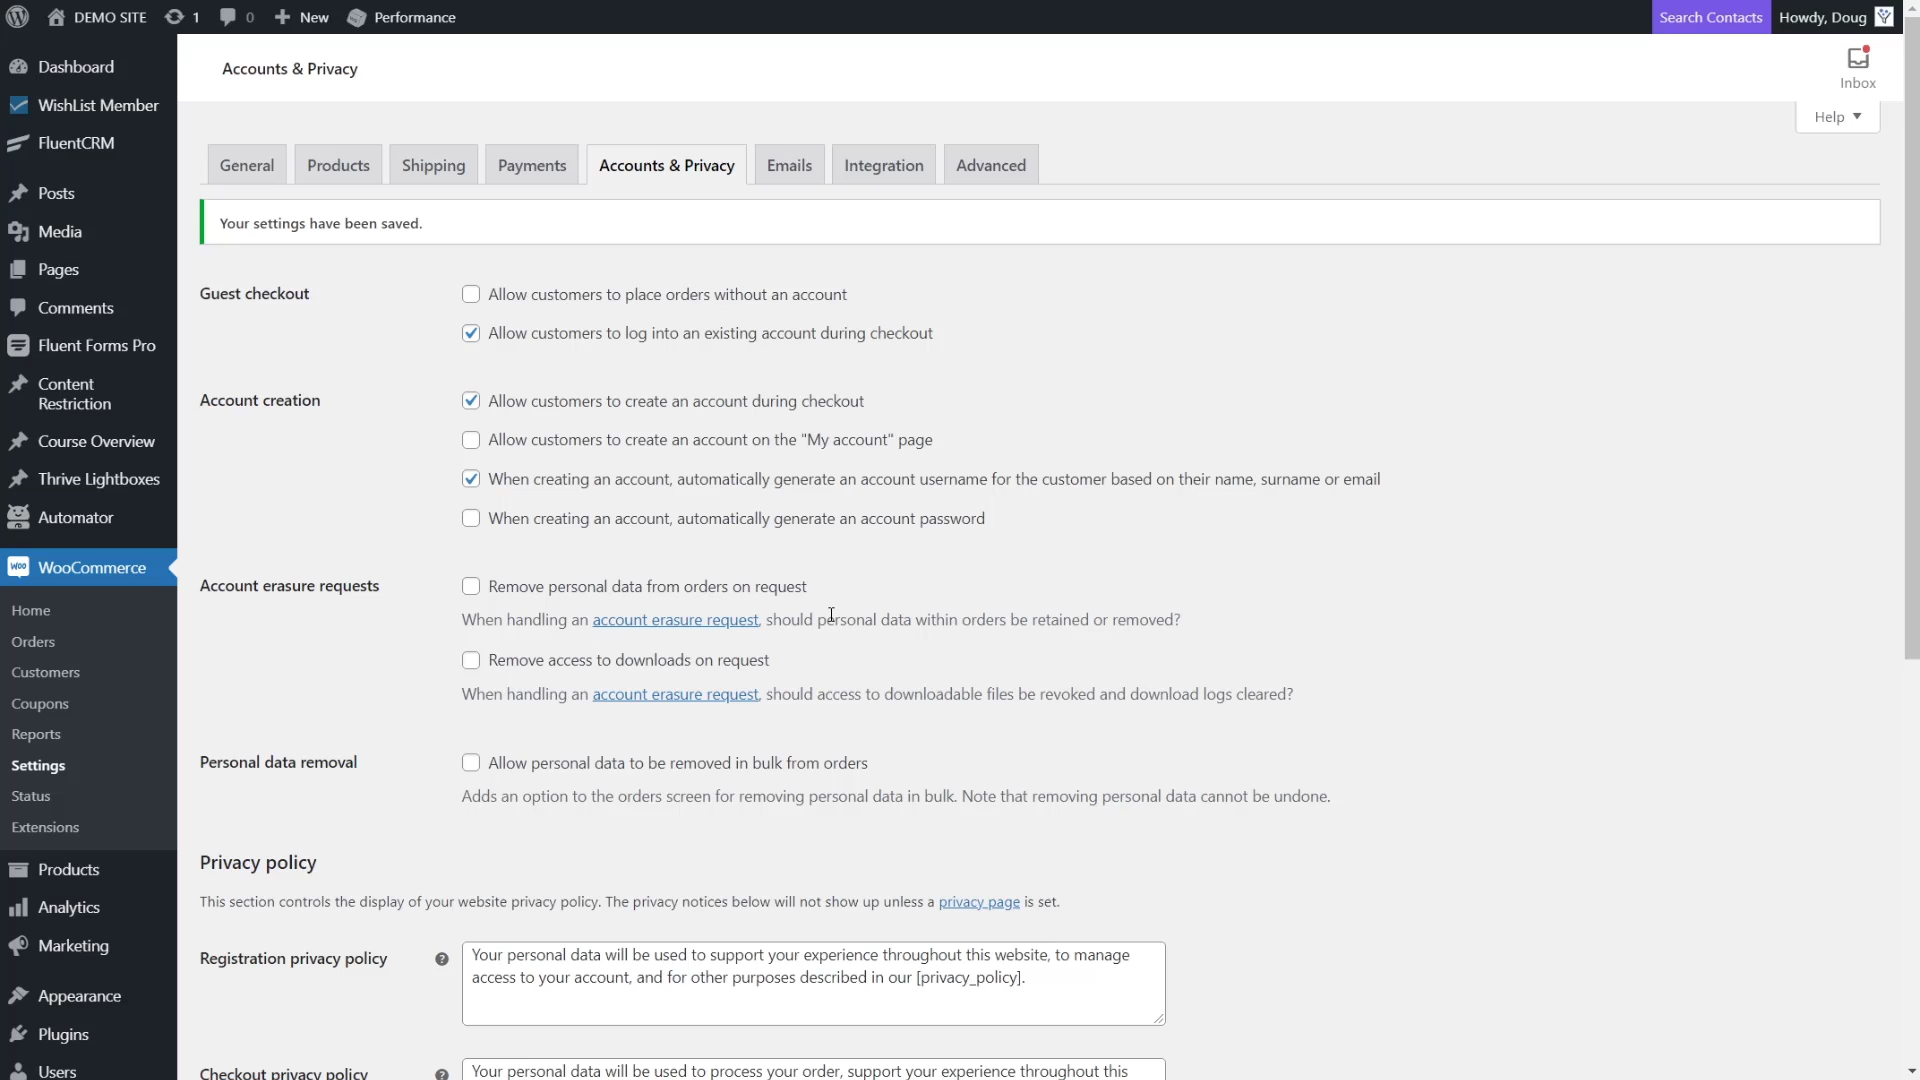 DEMO SITE 1 0 New Performance Search Contacts Howdy, Doug
Accounts & Privacy
Inbox
Help
General Products Shipping Payments Accounts & Privacy Emails Integration Advanced
Your settings have been saved.
Dashboard
WishList Member
FluentCRM
Posts
Media
Pages
Comments
Fluent Forms Pro
Content
Restriction
Course Overview
Thrive Lightboxes
Automator
WOO WooCommerce
Home
Orders
Customers
Coupons
Reports
Settings
Status
Extensions
Products
Analytics
Marketing
Appearance
Plugins
Users
Guest checkout
Allow customers to place orders without an account
Allow customers to log into an existing account during checkout
Account creation
Allow customers to create an account during checkout
Allow customers to create an account on the "My account" page
When creating an account, automatically generate an account username for the customer based on their name, surname or email
When creating an account, automatically generate an account password
Account erasure requests
Remove personal data from orders on request
When handling an account erasure request, should personal data within orders be retained or removed?
Remove access to downloads on request
When handling an account erasure request, should access to downloadable files be revoked and download logs cleared?
Personal data removal
Allow personal data to be removed in bulk from orders
Adds an option to the orders screen for removing personal data in bulk. Note that removing personal data cannot be undone.
Privacy policy
This section controls the display of your website privacy policy. The privacy notices below will not show up unless a privacy page is set.
Registration privacy policy
Your personal data will be used to support your experience throughout this website, to manage
access to your account, and for other purposes described in our [privacy_policy].
Checkout privacy policy
Your personal data will be used to process your order, support your experience throughout this